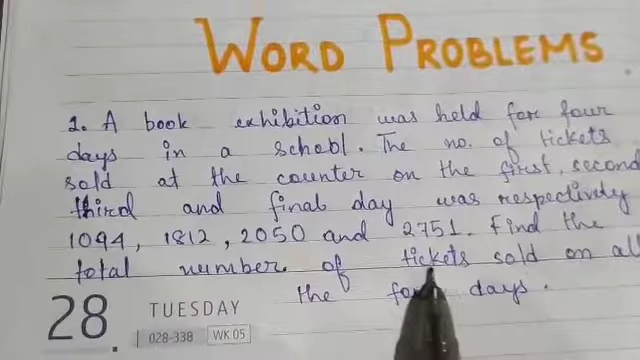 WORD PROBLEMS
1. A book exhibition was held for four
days in a school. The no. of tickets
sold at the counter on the first, second
third and final day was respectively
1094, 1812, 2050 and 2751. Find the
total number of tickets sold on all
the four days.
28. TUESDAY
028-338 WK 05